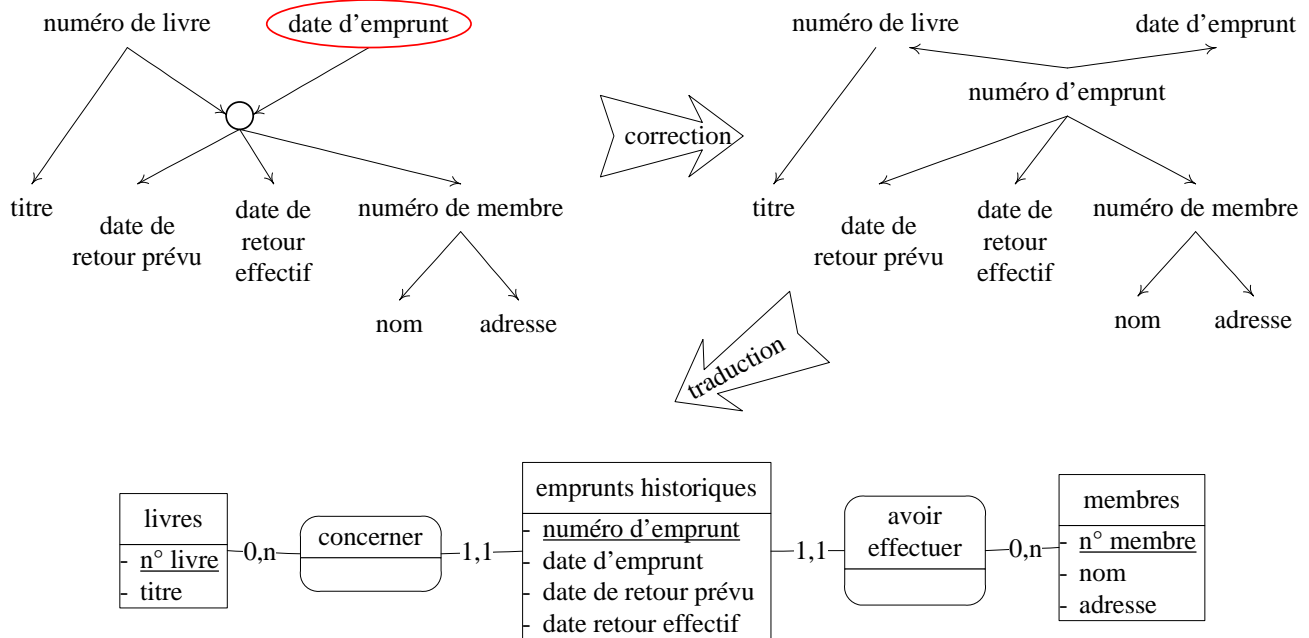 numéro de livre
date d'emprunt
titre
date de
retour prévu
date de
retour
effectif
numéro de membre
nom
adresse
correction
numéro de livre
date d'emprunt
numéro d'emprunt
titre
date de
retour prévu
date de
retour
effectif
numéro de membre
nom
adresse
traduction
livres
- n° livre
- titre
0,n
concerner
1,1
emprunts historiques
- numéro d'emprunt
- date d'emprunt
- date de retour prévu
- date retour effectif
1,1
avoir
effectuer
0,n
membres
- n° membre
- nom
- adresse